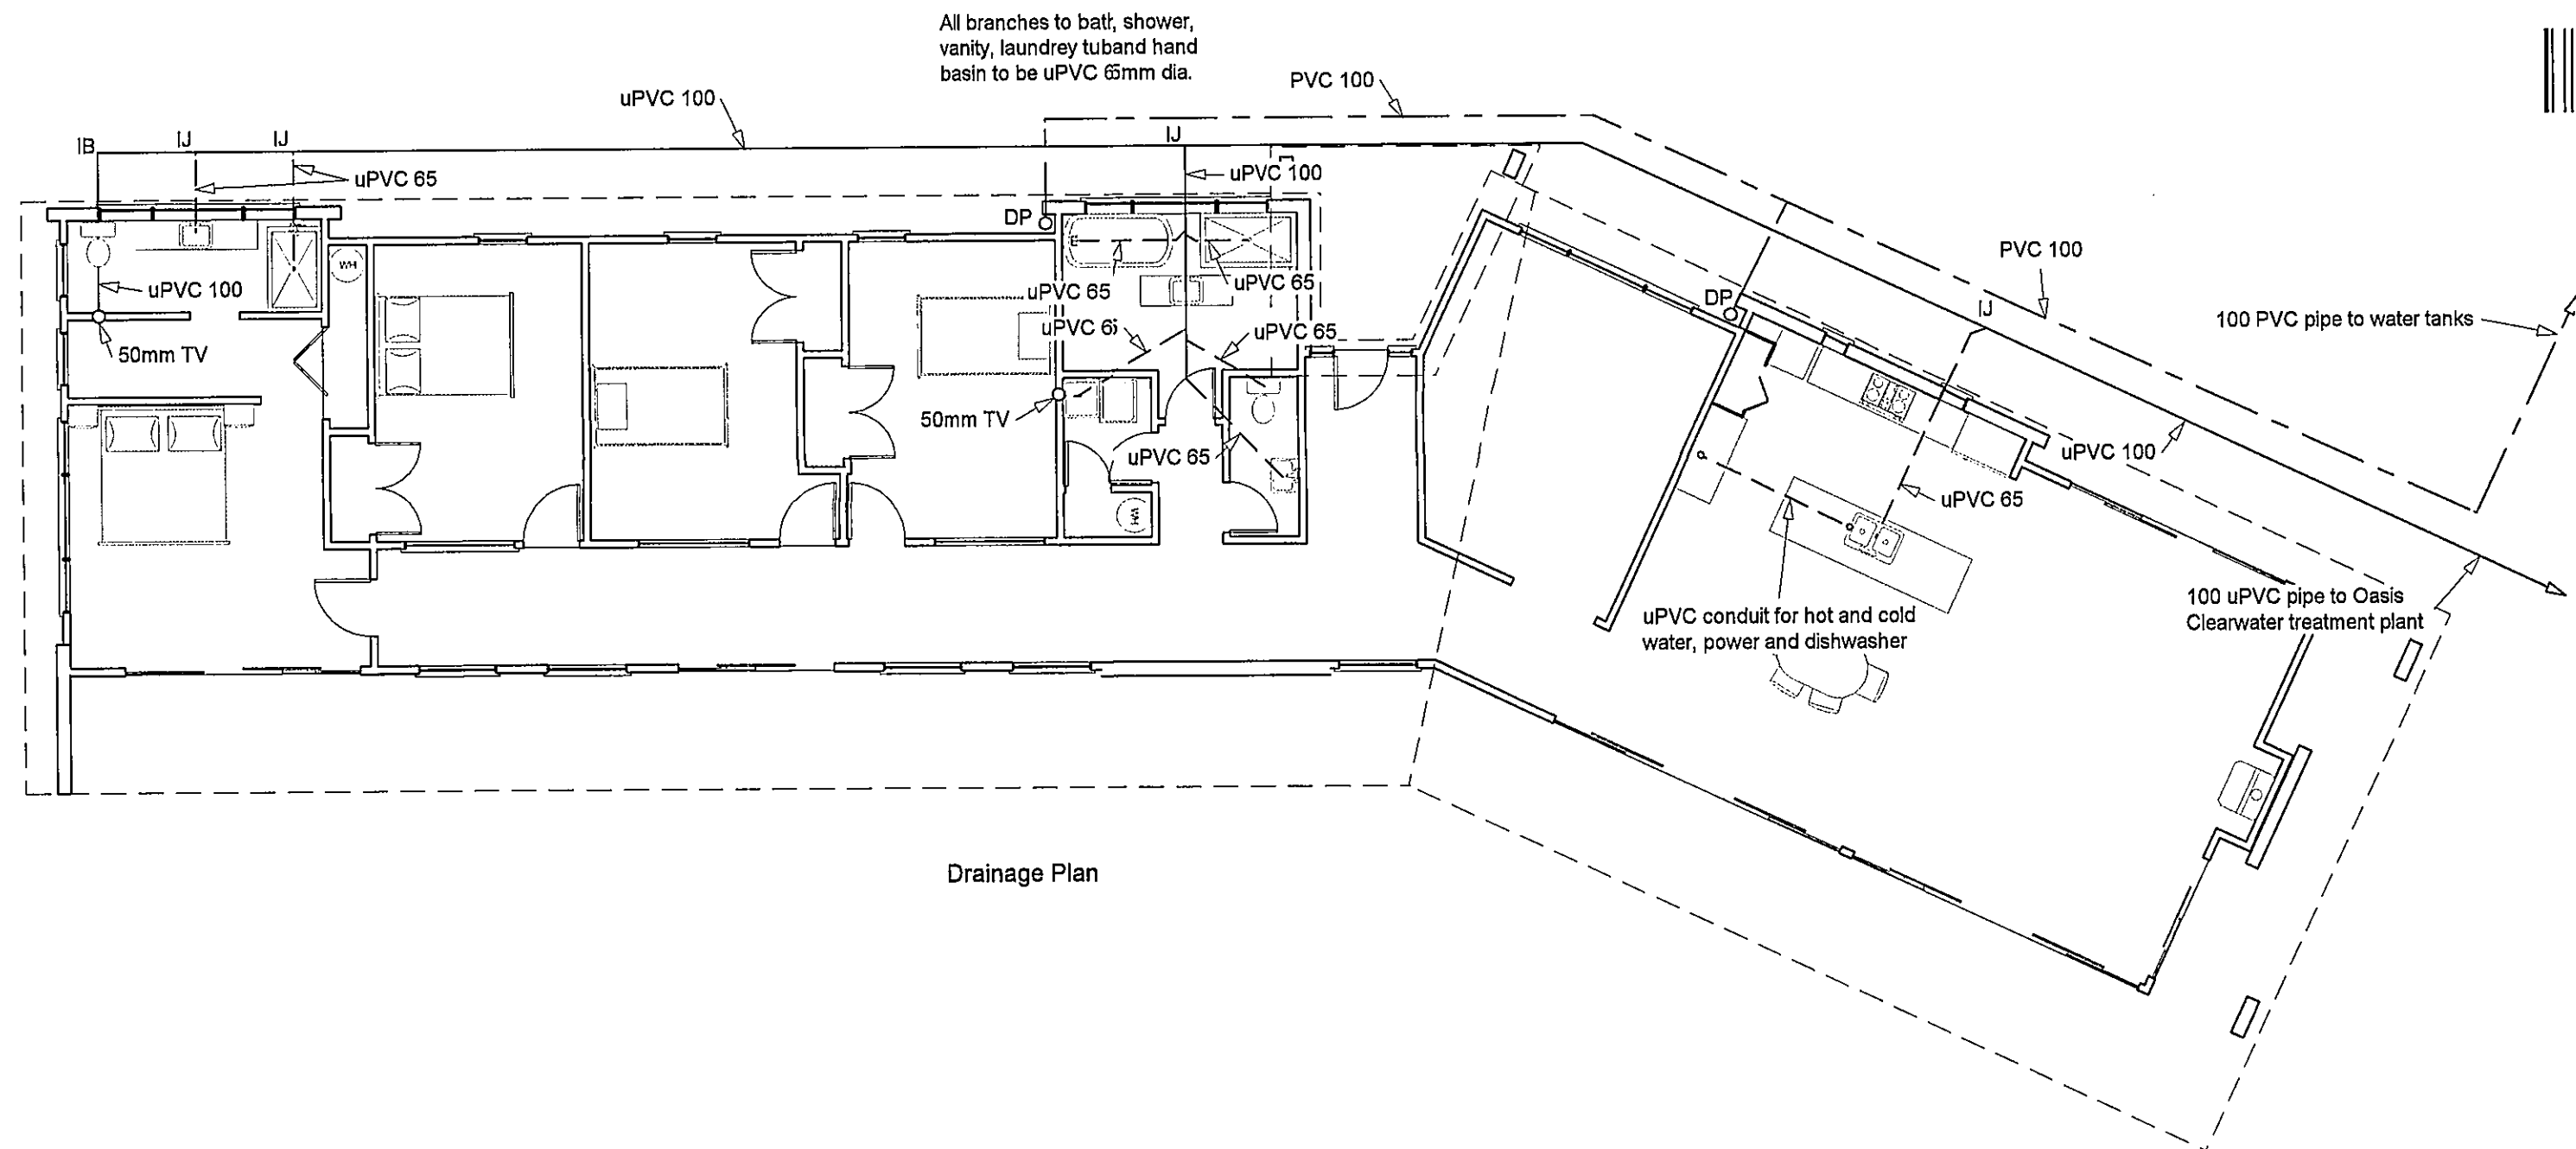 All branches to bath, shower,
vanity, laundrey tuband hand
basin to be uPVC 65mm dia.
uPVC 100
PVC 100
IB
IJ
IJ
IJ
uPVC 65
uPVC 100
DP
WH
uPVC 100
50mm TV
uPVC 65
uPVC 65
uPVC 65
uPVC 65
50mm TV
uPVC 65
WH
PVC 100
DP
IJ
100 PVC pipe to water tanks
uPVC 100
uPVC 65
uPVC conduit for hot and cold
water, power and dishwasher
100 uPVC pipe to Oasis
Clearwater treatment plant
Drainage Plan